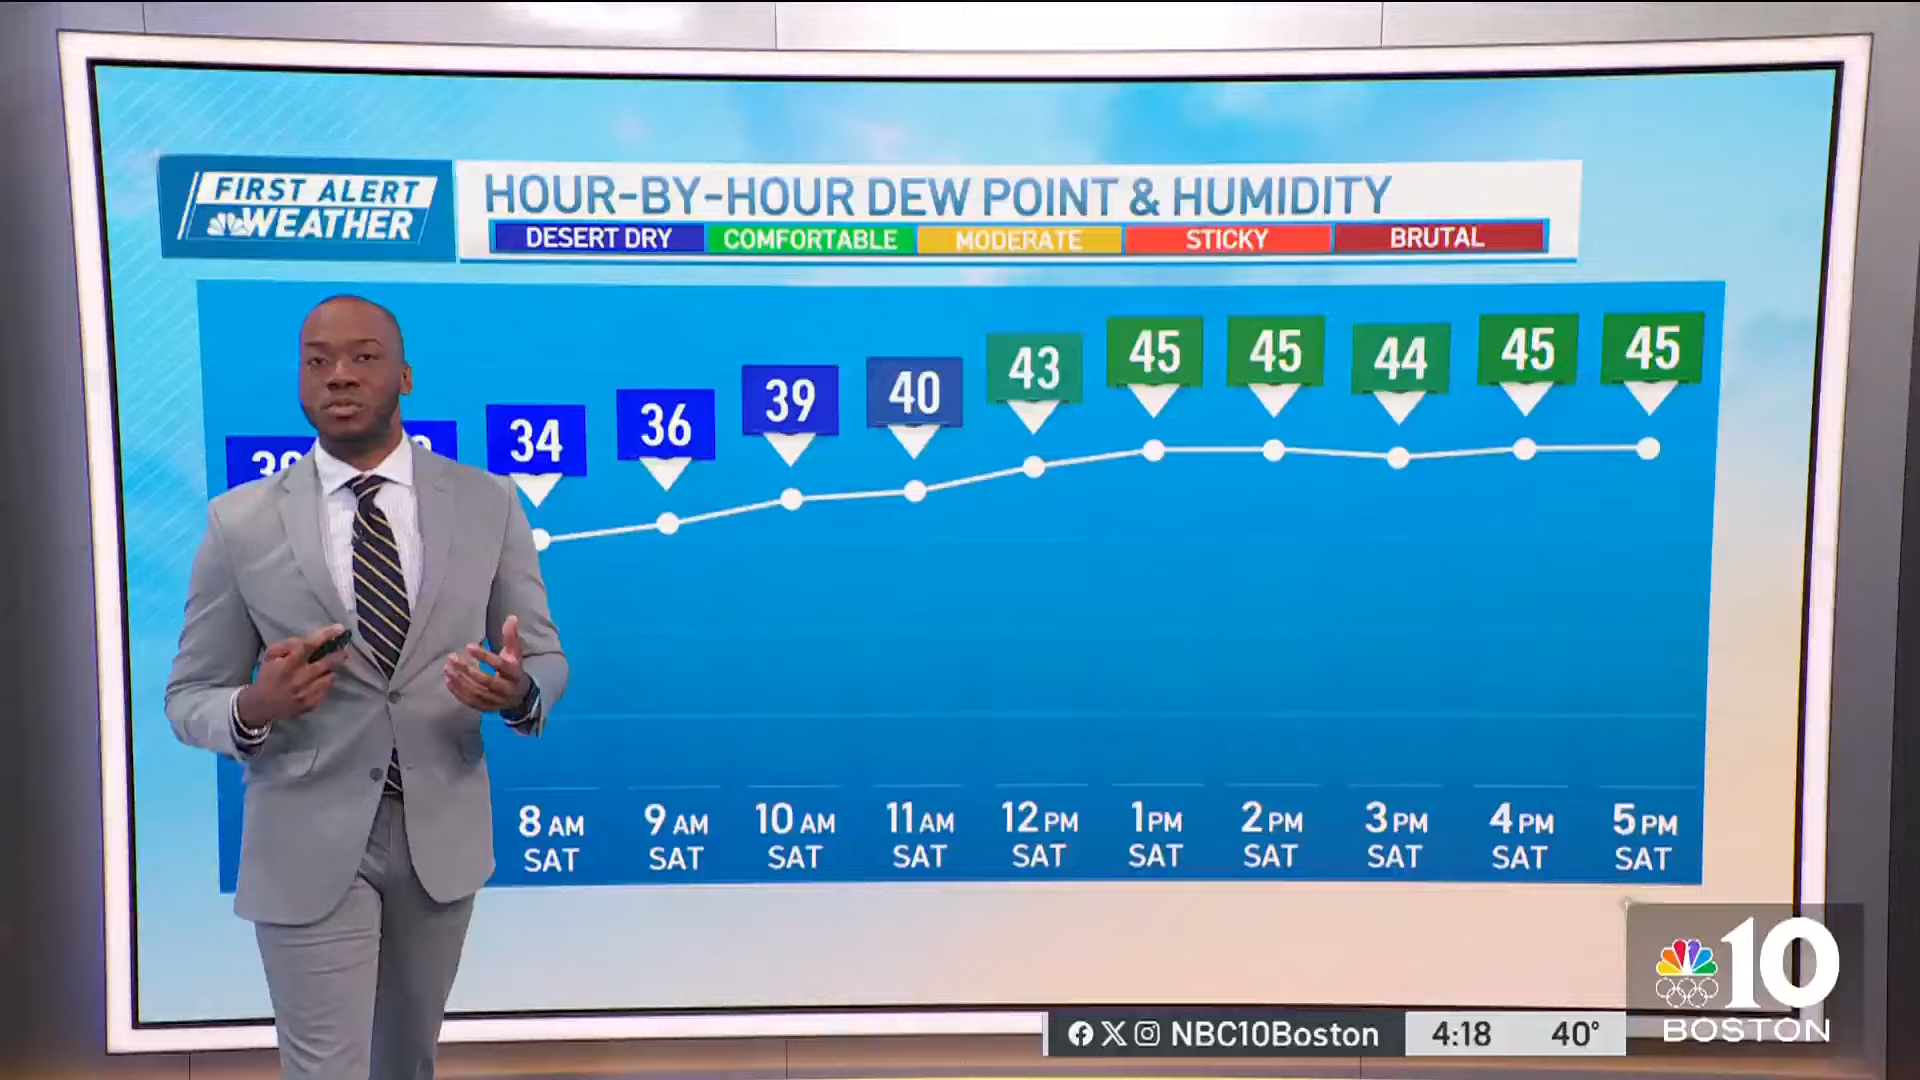 FIRST ALERT
WEATHER
HOUR-BY-HOUR DEW POINT & HUMIDITY
DESERT DRY COMFORTABLE MODERATE STICKY BRUTAL
34 36 39 40 43 45 45 44 45 45
8 AM 9 AM 10 AM 11 AM 12 PM 1 PM 2 PM 3 PM 4 PM 5 PM
SAT SAT SAT SAT SAT SAT SAT SAT SAT SAT
10
BOSTON
NBC10Boston 4:18 40°